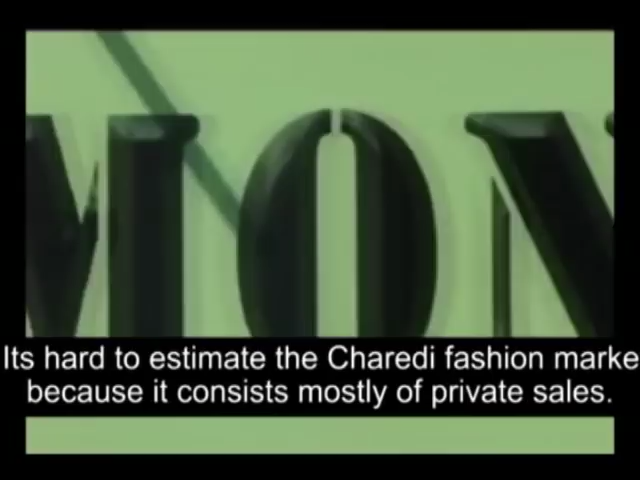 MON
Its hard to estimate the Charedi fashion marke
because it consists mostly of private sales.